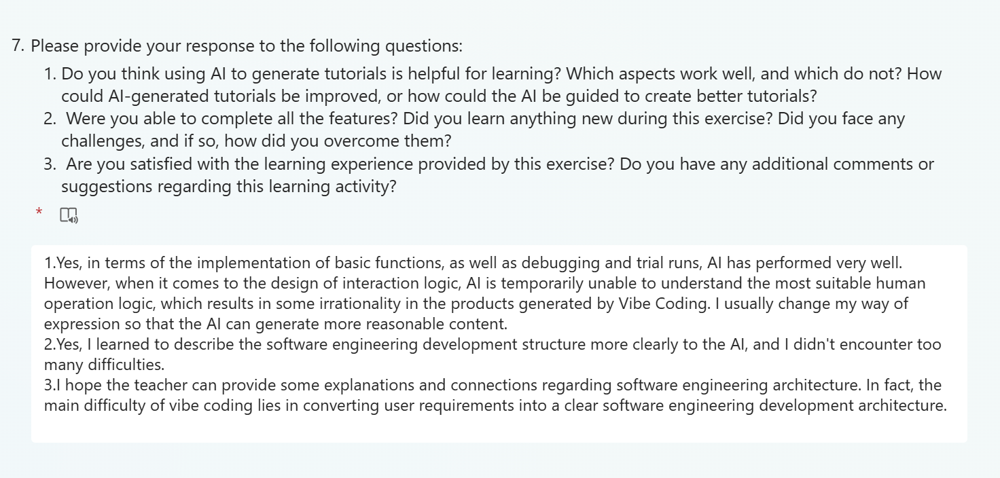 7. Please provide your response to the following questions:
1. Do you think using AI to generate tutorials is helpful for learning? Which aspects work well, and which do not? How
could AI-generated tutorials be improved, or how could the AI be guided to create better tutorials?
2. Were you able to complete all the features? Did you learn anything new during this exercise? Did you face any
challenges, and if so, how did you overcome them?
3. Are you satisfied with the learning experience provided by this exercise? Do you have any additional comments or
suggestions regarding this learning activity?
*
1.Yes, in terms of the implementation of basic functions, as well as debugging and trial runs, AI has performed very well.
However, when it comes to the design of interaction logic, AI is temporarily unable to understand the most suitable human
operation logic, which results in some irrationality in the products generated by Vibe Coding. I usually change my way of
expression so that the AI can generate more reasonable content.
2.Yes, I learned to describe the software engineering development structure more clearly to the AI, and I didn't encounter too
many difficulties.
3.I hope the teacher can provide some explanations and connections regarding software engineering architecture. In fact, the
main difficulty of vibe coding lies in converting user requirements into a clear software engineering development architecture.